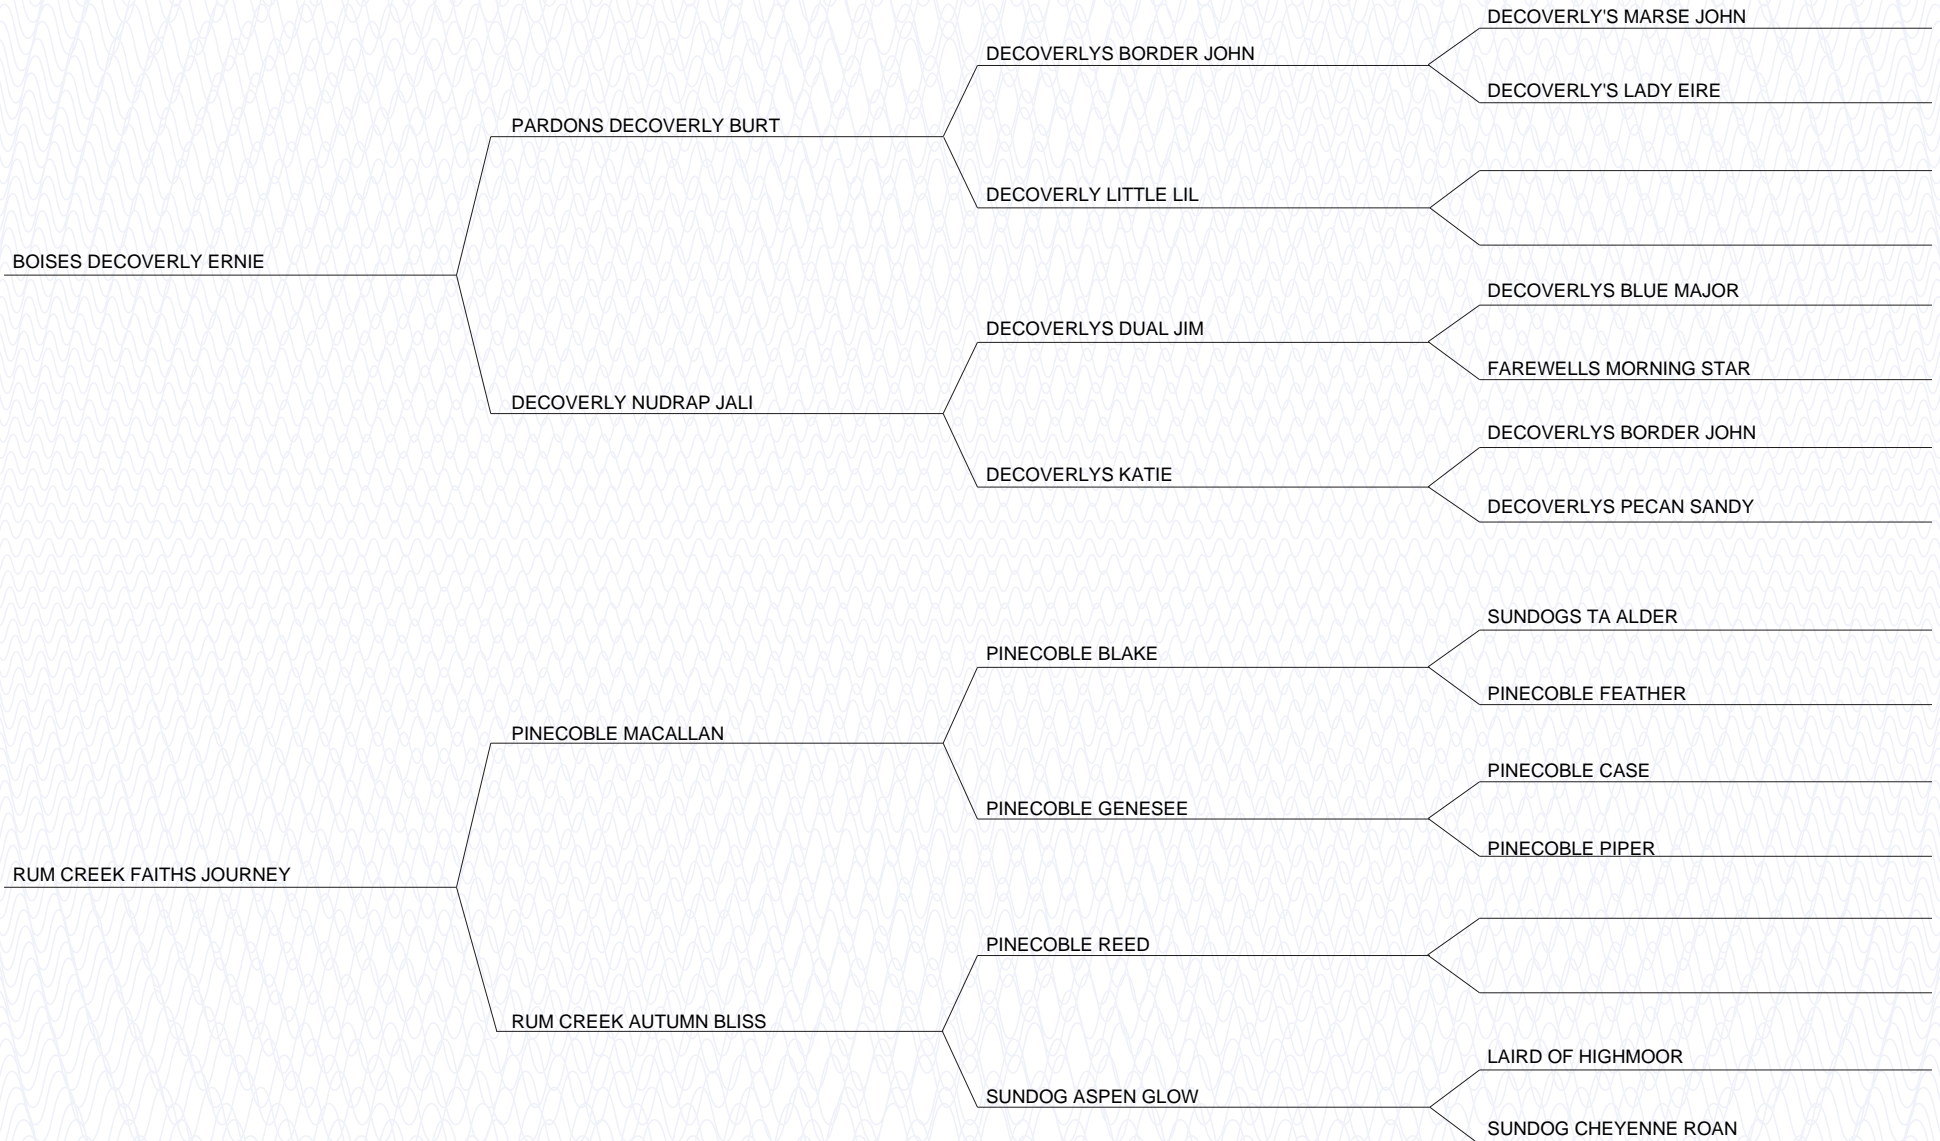 DECOVERLY'S MARSE JOHN
DECOVERLYS BORDER JOHN
DECOVERLY'S LADY EIRE
PARDONS DECOVERLY BURT
DECOVERLY LITTLE LIL
BOISES DECOVERLY ERNIE
DECOVERLYS BLUE MAJOR
DECOVERLYS DUAL JIM
FAREWELLS MORNING STAR
DECOVERLY NUDRAP JALI
DECOVERLYS BORDER JOHN
DECOVERLYS KATIE
DECOVERLYS PECAN SANDY
SUNDOGS TA ALDER
PINECOBLE BLAKE
PINECOBLE FEATHER
PINECOBLE MACALLAN
PINECOBLE CASE
PINECOBLE GENESEE
PINECOBLE PIPER
RUM CREEK FAITHS JOURNEY
PINECOBLE REED
RUM CREEK AUTUMN BLISS
LAIRD OF HIGHMOOR
SUNDOG ASPEN GLOW
SUNDOG CHEYENNE ROAN